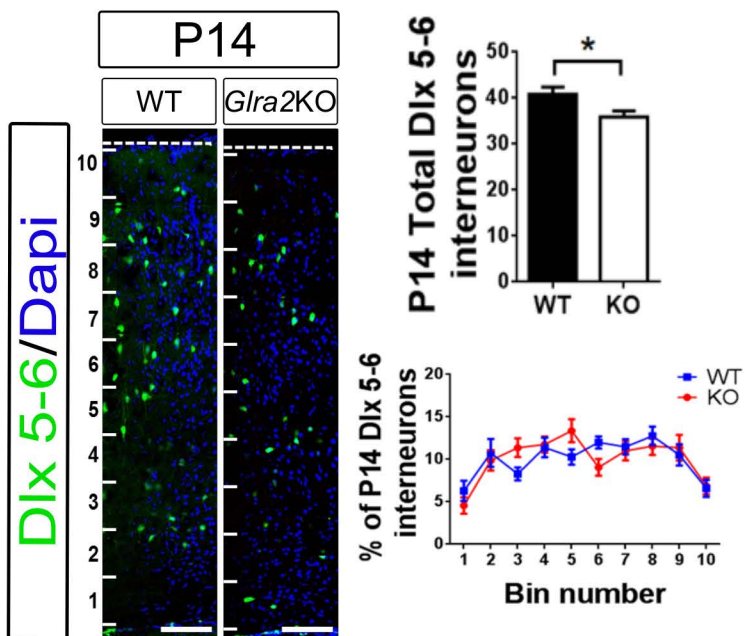 P14
WT
Glra2KO
Dlx 5-6/Dapi
10
9
8
7
6
5
4
3
2
1
P14 Total Dlx 5-6
interneurons
50
40
30
20
10
0
*
WT
KO
% of P14 Dlx 5-6
interneurons
20
15
10
5
0
WT
KO
1 2 3 4 5 6 7 8 9 10
Bin number